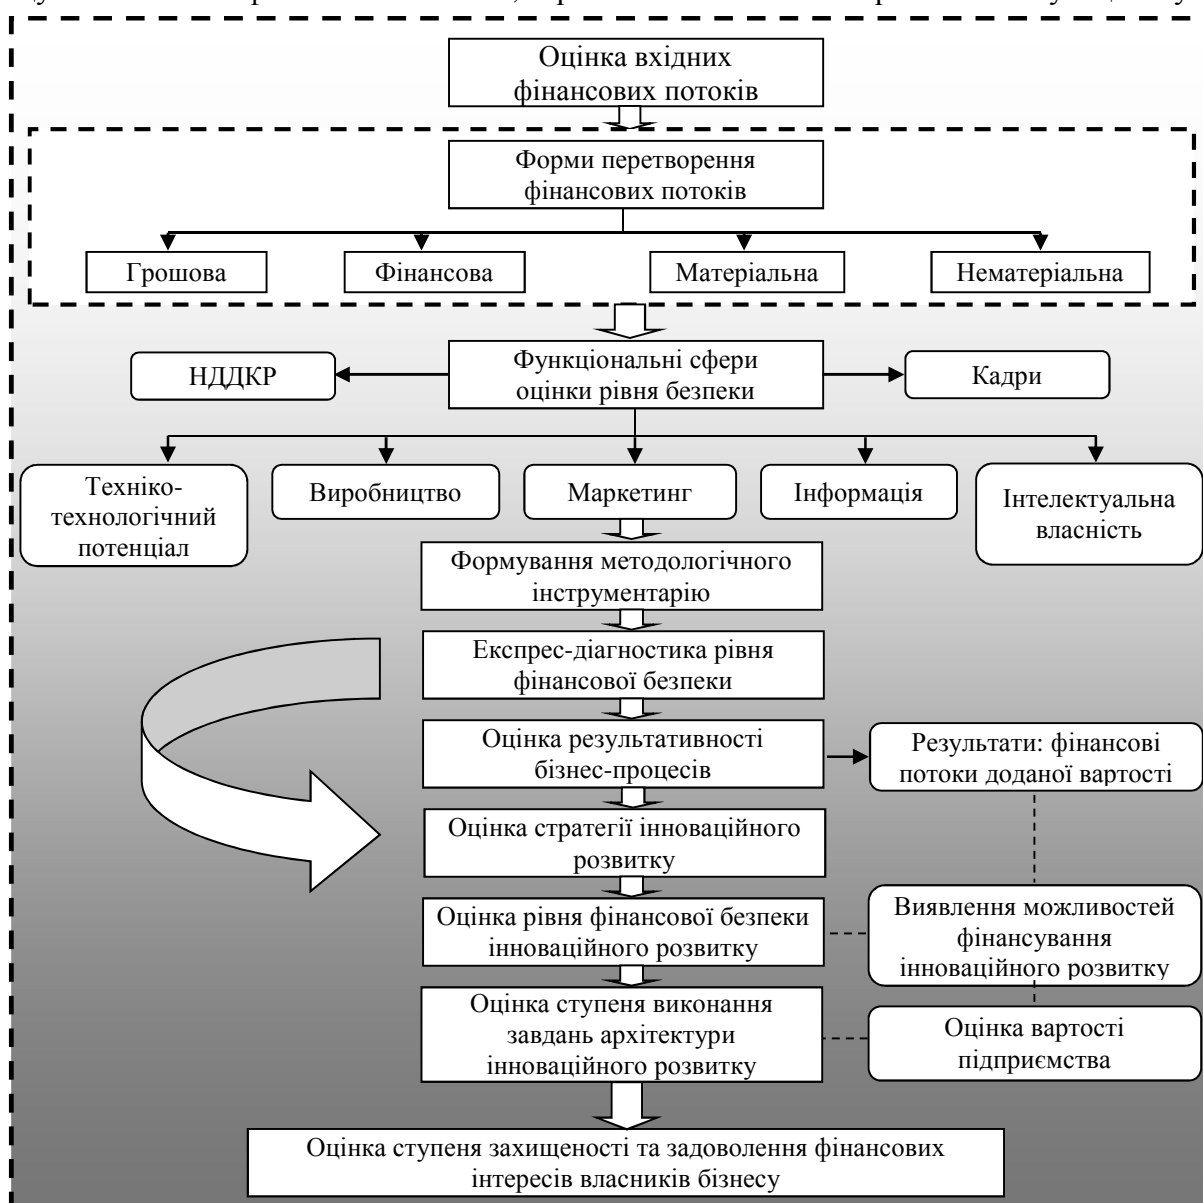 Оцінка вхідних
фінансових потоків
Форми перетворення
фінансових потоків
Грошова
Фінансова
Матеріальна
Нематеріальна
Функціональні сфери
оцінки рівня безпеки
НДДКР
Кадри
Техніко-
технологічний
потенціал
Виробництво
Маркетинг
Інформація
Інтелектуальна
власність
Формування методологічного
інструментарію
Експрес-діагностика рівня
фінансової безпеки
Оцінка результативності
бізнес-процесів
Результати: фінансові
потоки доданої вартості
Оцінка стратегії інноваційного
розвитку
Оцінка рівня фінансової безпеки
інноваційного розвитку
Виявлення можливостей
фінансування
інноваційного розвитку
Оцінка ступеня виконання
завдань архітектури
інноваційного розвитку
Оцінка вартості
підприємства
Оцінка ступеня захищеності та задоволення фінансових
інтересів власників бізнесу